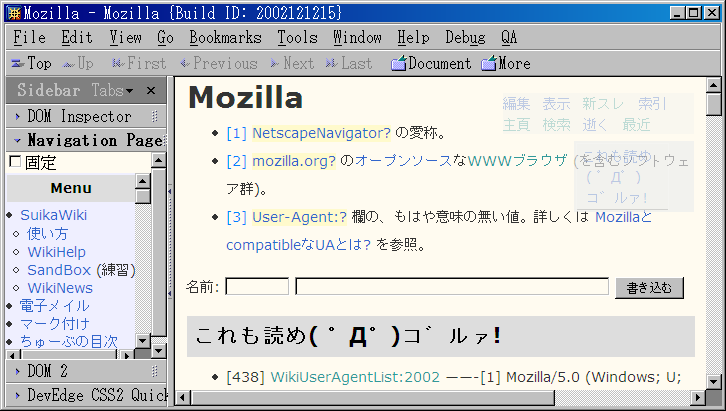 Mozilla - Mozilla {Build ID: 2002121215}
File Edit View Go Bookmarks Tools Window Help Debug QA
Top Up First Previous Next Last Document More
Sidebar Tabs
DOM Inspector
Navigation Page
固定
Menu
SuikaWiki
使い方
WikiHelp
SandBox (練習)
WikiNews
電子メイル
マーク付け
ちゅーぶの目次
DOM 2
DevEdge CSS2 Quick
Mozilla
編集 表示 新スレ 索引
主頁 検索 逝く 最近
[1] NetscapeNavigator? の愛称。
[2] mozilla.org? のオープンソースなWWWブラウザ (を含むソフトウェ
ア群)。
これも読め
( ゜Д゜)
ゴルァ!
[3] User-Agent:? 欄の、もはや意味の無い値。詳しくは Mozillaと
compatibleなUAとは? を参照。
名前: 書き込む
これも読め( ゜Д゜)ゴルァ!
[438] WikiUserAgentList:2002 ——-[1] Mozilla/5.0 (Windows; U;